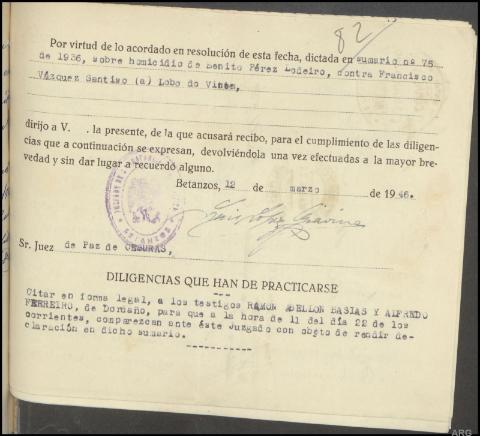 82
Por virtud de lo acordado en resolución de esta fecha, dictada en sumario nº 75
de 1936, sobre homicidio de Benito Pérez Lodeiro, contra Francisco
Vázquez Santiso (a) Lobo do Vinte,
dirijo a V. . la presente, de la que acusará recibo, para el cumplimiento de las diligen-
cias que a continuación se expresan, devolviéndola una vez efectuadas a la mayor bre-
vedad y sin dar lugar a recuerdo alguno.
Betanzos, 12 de marzo de 1946.
Sr. Juez de Paz de CESURAS,
DILIGENCIAS QUE HAN DE PRACTICARSE
Citar en forma legal, a los testigos RAMON ABELLON BASIAS Y ALFREDO
FERREIRO, de Dordaño, para que a la hora de 11 del día 22 de los
corrientes, comparezcan ante éste Juzgado con objeto de rendir de-
claración en dicho sumario.
ARG